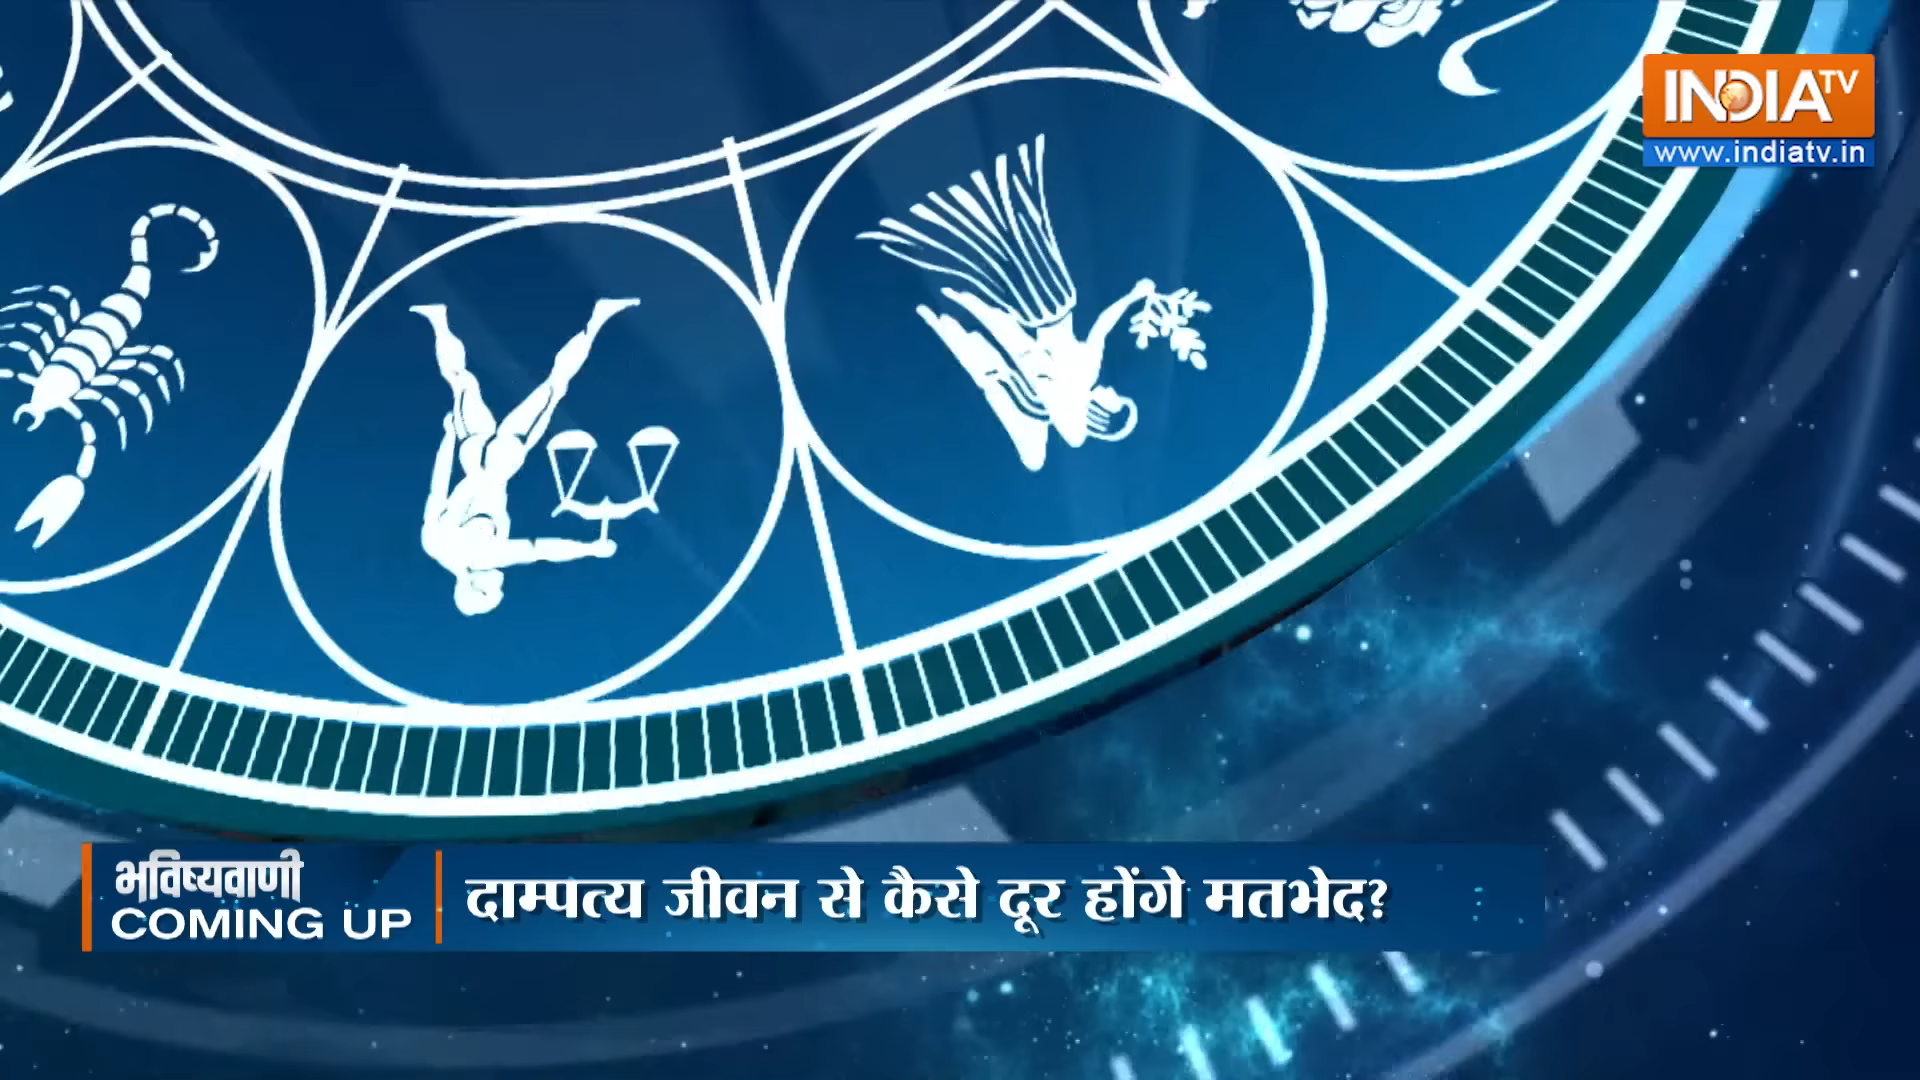 INDIA TV
www.indiatv.in
भविष्यवाणी
COMING UP
दाम्पत्य जीवन से कैसे दूर होंगे मतभेद?